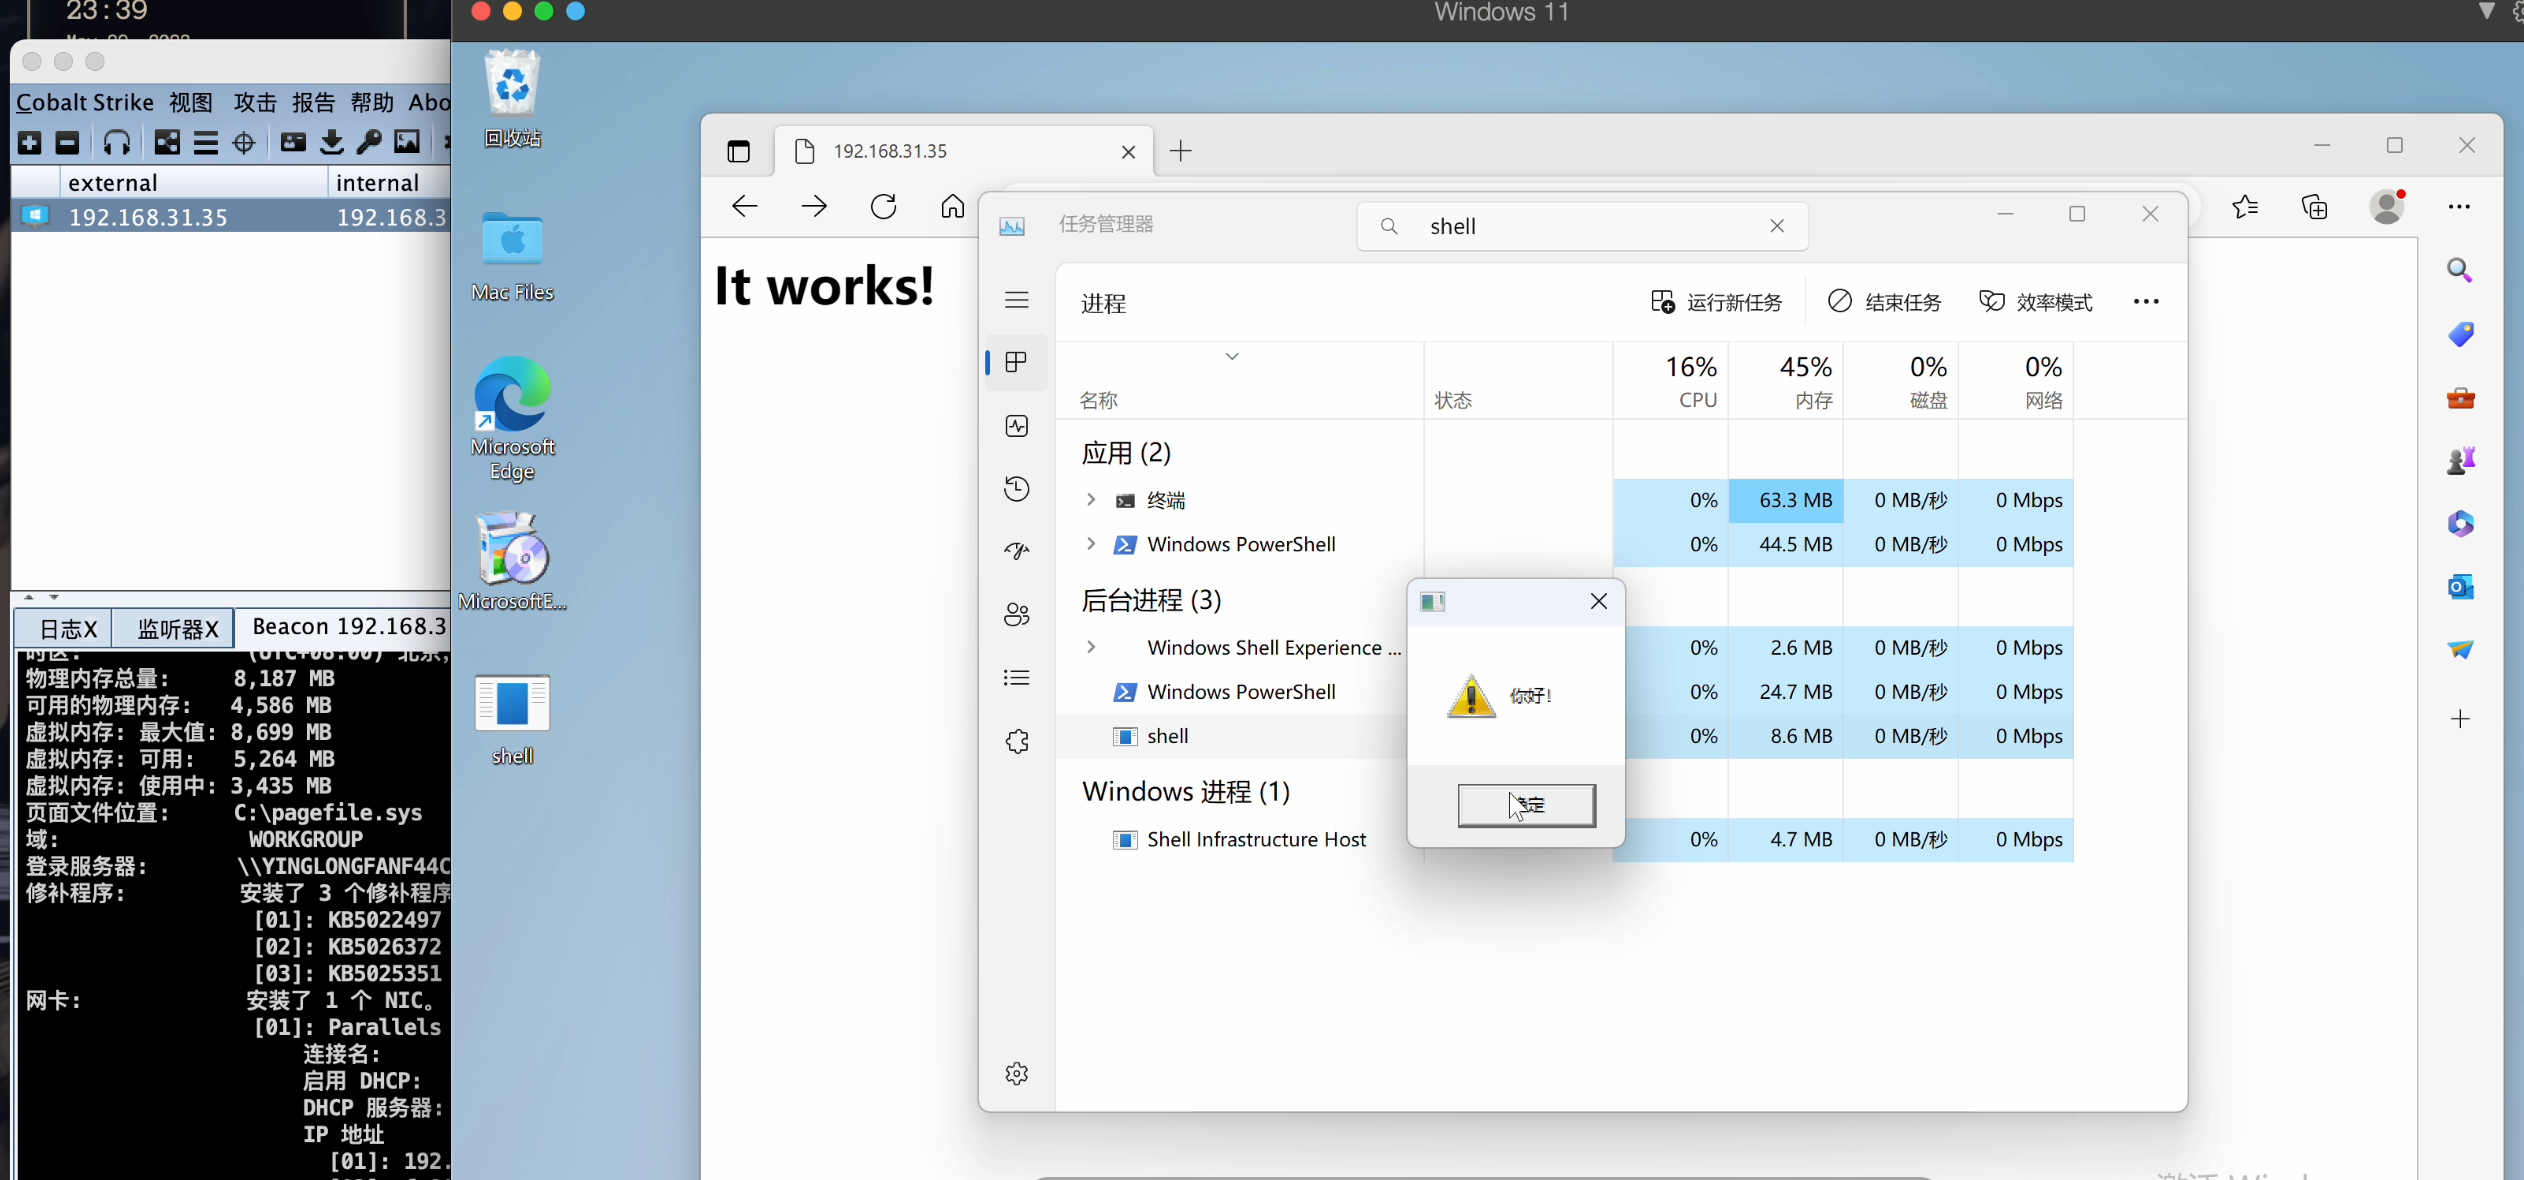 23:39
Windows 11
Cobalt Strike 视图 攻击 报告 帮助 Abo
external internal
192.168.31.35 192.168.3
日志X 监听器X Beacon 192.168.3
时区: (UTC+08:00) 北京,
物理内存总量: 8,187 MB
可用的物理内存: 4,586 MB
虚拟内存: 最大值: 8,699 MB
虚拟内存: 可用: 5,264 MB
虚拟内存: 使用中: 3,435 MB
页面文件位置: C:\pagefile.sys
域: WORKGROUP
登录服务器: \\YINGLONGFANF44C
修补程序: 安装了 3 个修补程序
[01]: KB5022497
[02]: KB5026372
[03]: KB5025351
网卡: 安装了 1 个 NIC。
[01]: Parallels
连接名:
启用 DHCP:
DHCP 服务器:
IP 地址
[01]: 192.
回收站
Mac Files
Microsoft
Edge
MicrosoftE...
shell
192.168.31.35
It works!
任务管理器
shell
进程
运行新任务 结束任务 效率模式
16% 45% 0% 0%
名称 状态 CPU 内存 磁盘 网络
应用 (2)
终端 0% 63.3 MB 0 MB/秒 0 Mbps
Windows PowerShell 0% 44.5 MB 0 MB/秒 0 Mbps
后台进程 (3)
Windows Shell Experience ... 0% 2.6 MB 0 MB/秒 0 Mbps
Windows PowerShell 0% 24.7 MB 0 MB/秒 0 Mbps
shell 0% 8.6 MB 0 MB/秒 0 Mbps
Windows 进程 (1)
Shell Infrastructure Host 0% 4.7 MB 0 MB/秒 0 Mbps
你好!